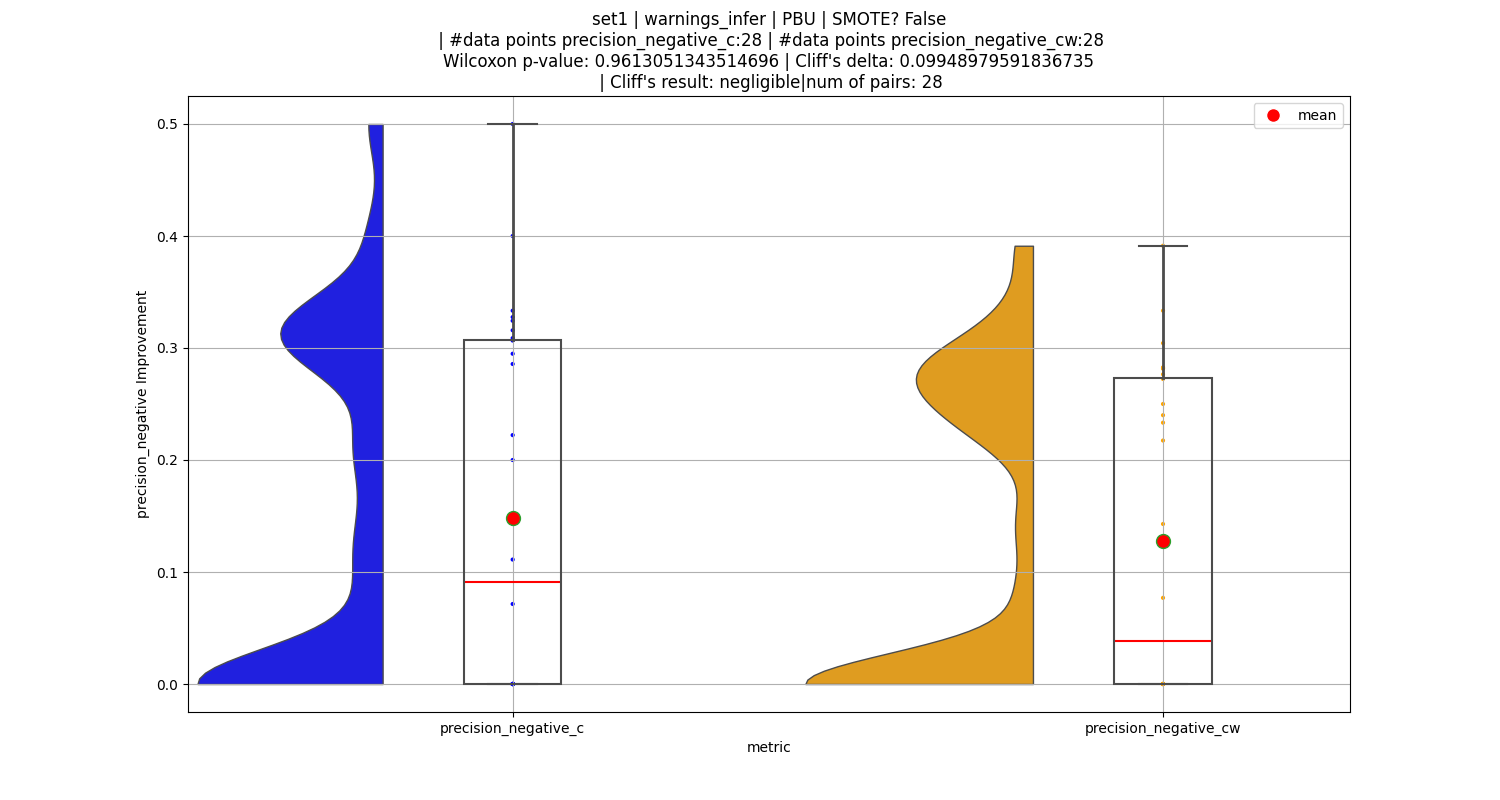 set1 | warnings_infer | PBU | SMOTE? False
| #data points precision_negative_c:28 | #data points precision_negative_cw:28
Wilcoxon p-value: 0.9613051343514696 | Cliff's delta: 0.09948979591836735
| Cliff's result: negligible|num of pairs: 28
mean
0.5
0.4
0.3
0.2
0.1
0.0
precision_negative Improvement
precision_negative_c
precision_negative_cw
metric